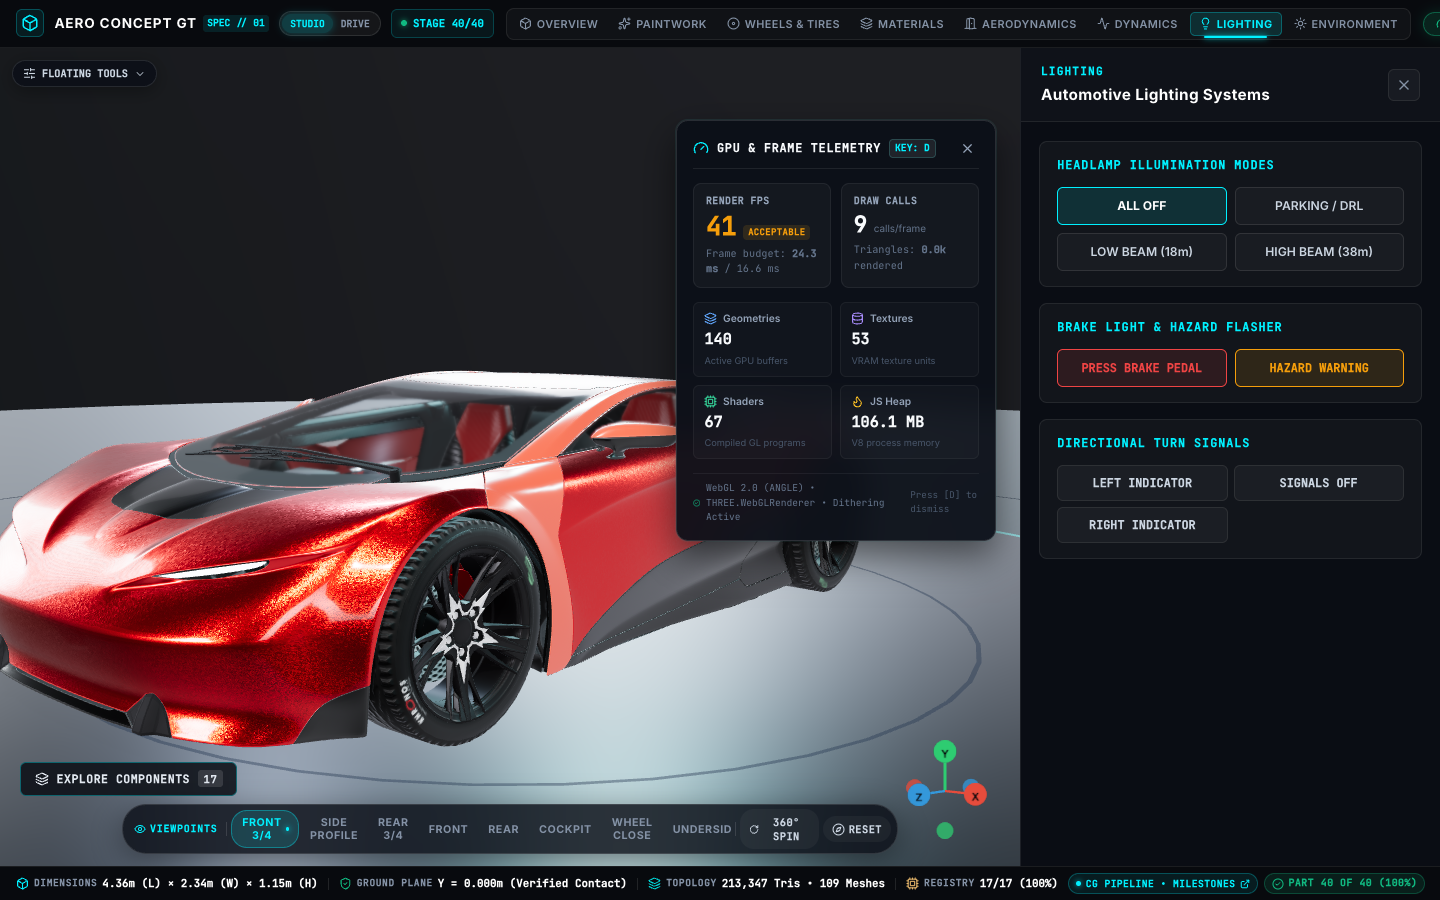 AERO CONCEPT GT
SPEC // 01
STUDIO
DRIVE
STAGE 40/40
OVERVIEW
PAINTWORK
WHEELS & TIRES
MATERIALS
AERODYNAMICS
DYNAMICS
LIGHTING
ENVIRONMENT
FLOATING TOOLS
GPU & FRAME TELEMETRY
KEY: D
RENDER FPS
41 ACCEPTABLE
Frame budget: 24.3
ms / 16.6 ms
DRAW CALLS
9 calls/frame
Triangles: 0.0k
rendered
Geometries
140
Active GPU buffers
Textures
53
VRAM texture units
Shaders
67
Compiled GL programs
JS Heap
106.1 MB
V8 process memory
WebGL 2.0 (ANGLE) •
THREE.WebGLRenderer • Dithering
Active
Press [D] to
dismiss
LIGHTING
Automotive Lighting Systems
HEADLAMP ILLUMINATION MODES
ALL OFF
PARKING / DRL
LOW BEAM (18m)
HIGH BEAM (38m)
BRAKE LIGHT & HAZARD FLASHER
PRESS BRAKE PEDAL
HAZARD WARNING
DIRECTIONAL TURN SIGNALS
LEFT INDICATOR
SIGNALS OFF
RIGHT INDICATOR
EXPLORE COMPONENTS 17
Y
Z
X
VIEWPOINTS
FRONT
3/4
SIDE
PROFILE
REAR
3/4
FRONT
REAR
COCKPIT
WHEEL
CLOSE
UNDERSID
360°
SPIN
RESET
DIMENSIONS 4.36m (L) × 2.34m (W) × 1.15m (H)
GROUND PLANE Y = 0.000m (Verified Contact)
TOPOLOGY 213,347 Tris • 109 Meshes
REGISTRY 17/17 (100%)
CG PIPELINE • MILESTONES
PART 40 OF 40 (100%)